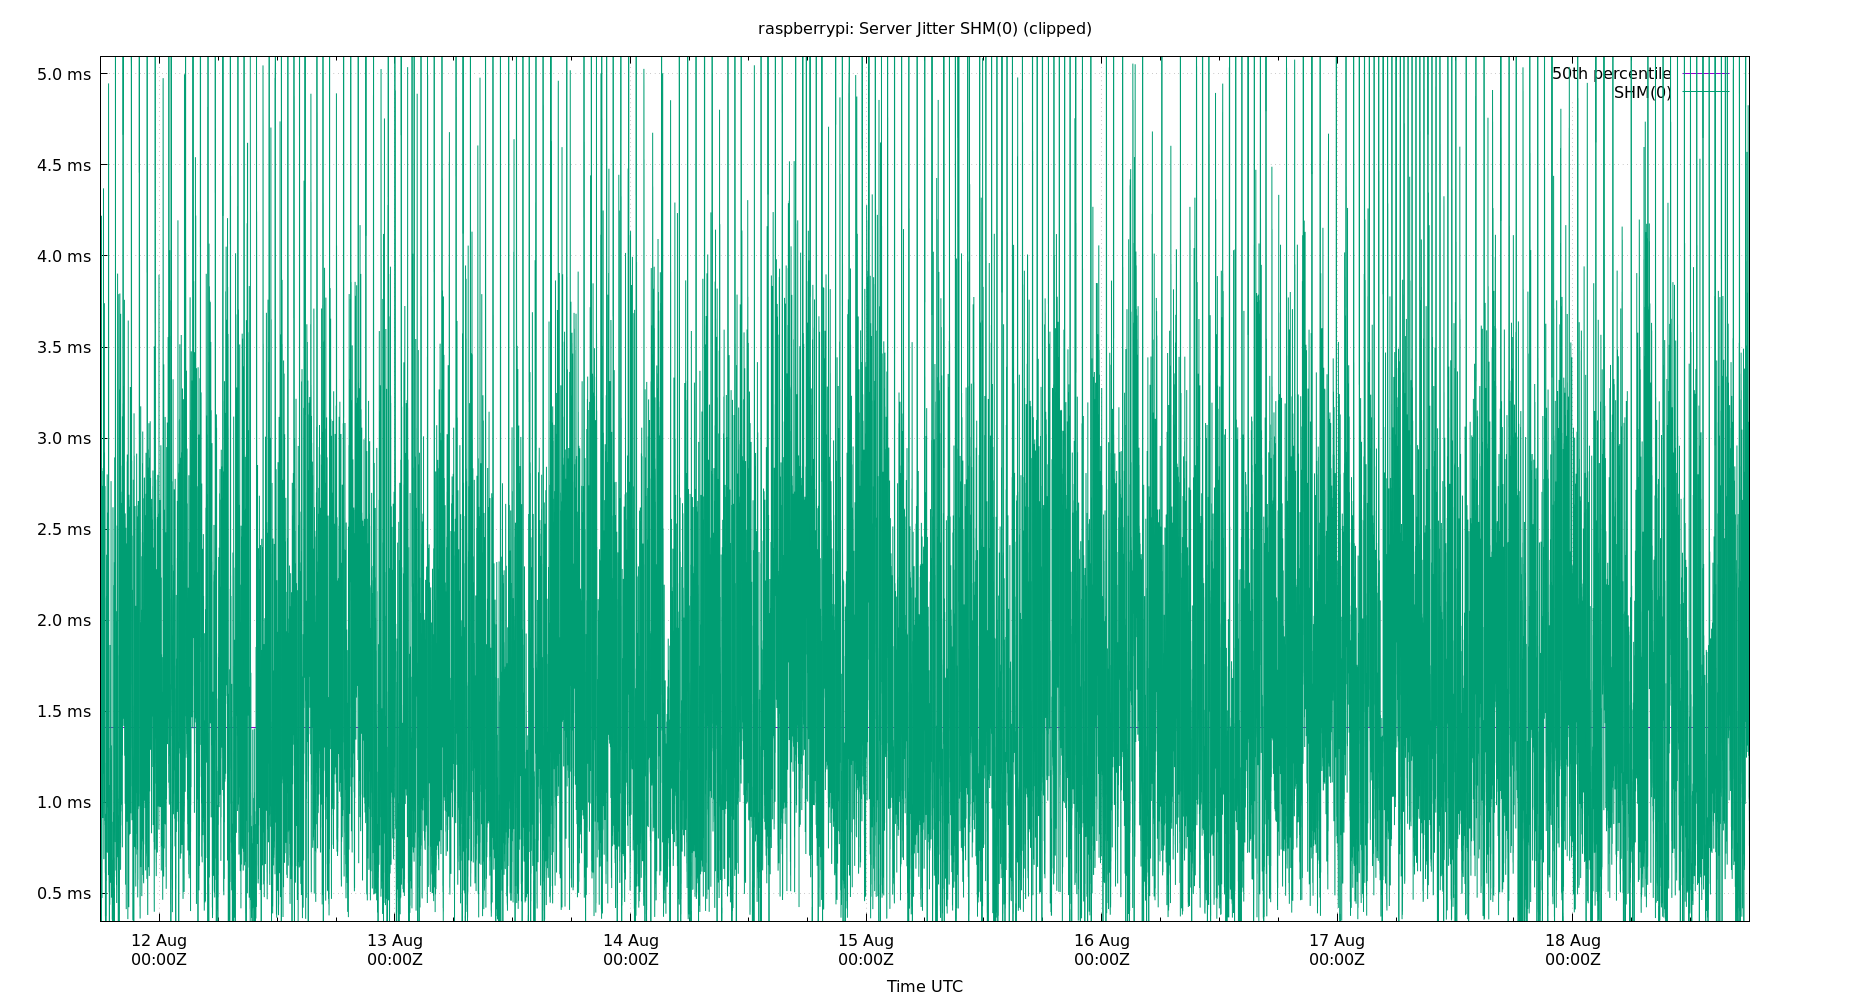 raspberrypi: Server Jitter SHM(0) (clipped)
5.0 ms
50th percentile
SHM(0)
4.5 ms
4.0 ms
3.5 ms
3.0 ms
2.5 ms
2.0 ms
1.5 ms
1.0 ms
0.5 ms
12 Aug 13 Aug 14 Aug 15 Aug 16 Aug 17 Aug 18 Aug
00:00Z 00:00Z 00:00Z 00:00Z 00:00Z 00:00Z 00:00Z
Time UTC